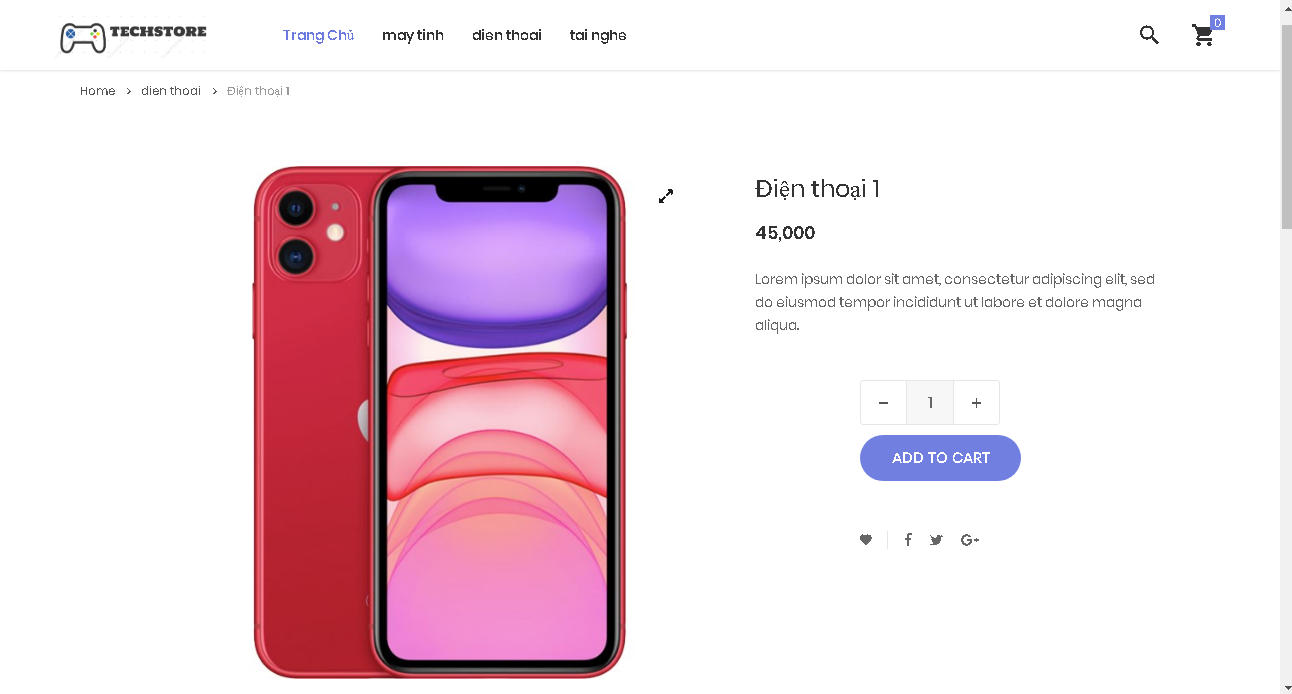 TECHSTORE
Trang Chủ may tinh dien thoai tai nghe
0
Home > dien thoai > Điện thoại 1
Điện thoại 1
45,000
Lorem ipsum dolor sit amet, consectetur adipiscing elit, sed
do eiusmod tempor incididunt ut labore et dolore magna
aliqua.
− 1 +
ADD TO CART
G+